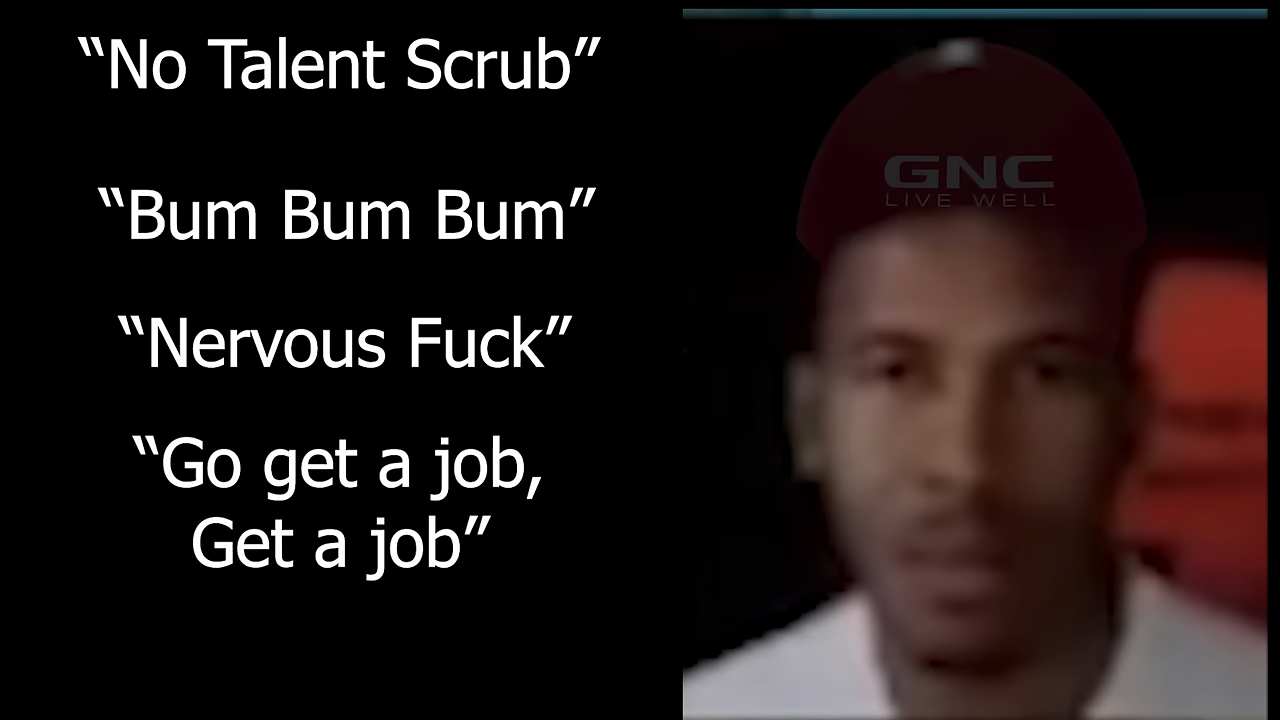 “No Talent Scrub”
“Bum Bum Bum”
“Nervous Fuck”
“Go get a job,
Get a job”
GNC
LIVE WELL